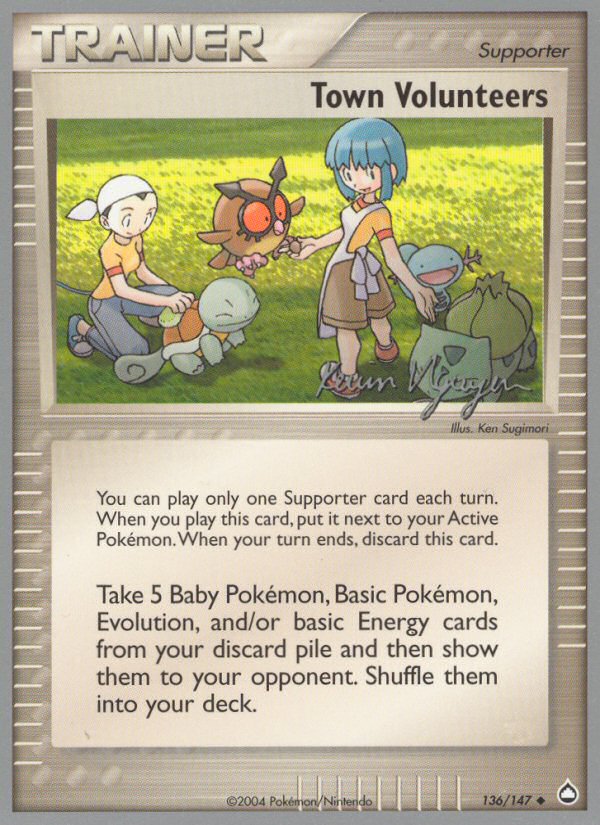 TRAINER
Supporter
Town Volunteers
Illus. Ken Sugimori
You can play only one Supporter card each turn.
When you play this card, put it next to your Active
Pokémon. When your turn ends, discard this card.
Take 5 Baby Pokémon, Basic Pokémon,
Evolution, and/or basic Energy cards
from your discard pile and then show
them to your opponent. Shuffle them
into your deck.
©2004 Pokémon/Nintendo
136/147